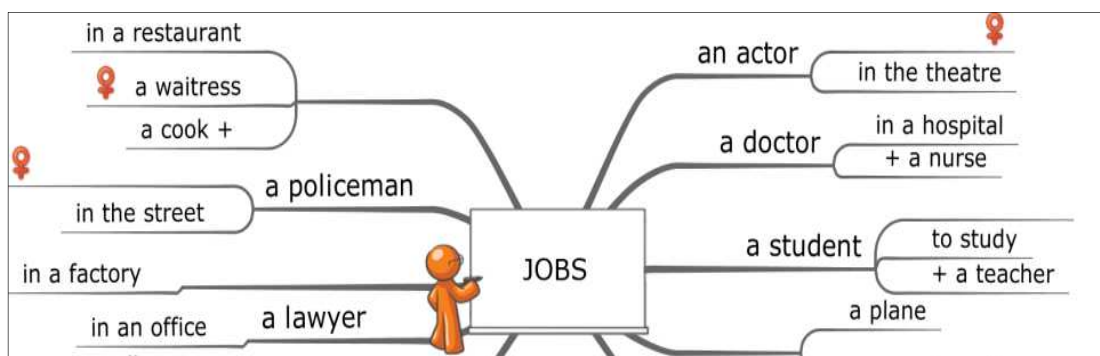 in a restaurant
a waitress
a cook +
a policeman
in the street
in a factory
in an office
a lawyer
JOBS
an actor
in the theatre
a doctor
in a hospital
+ a nurse
a student
to study
+ a teacher
a plane